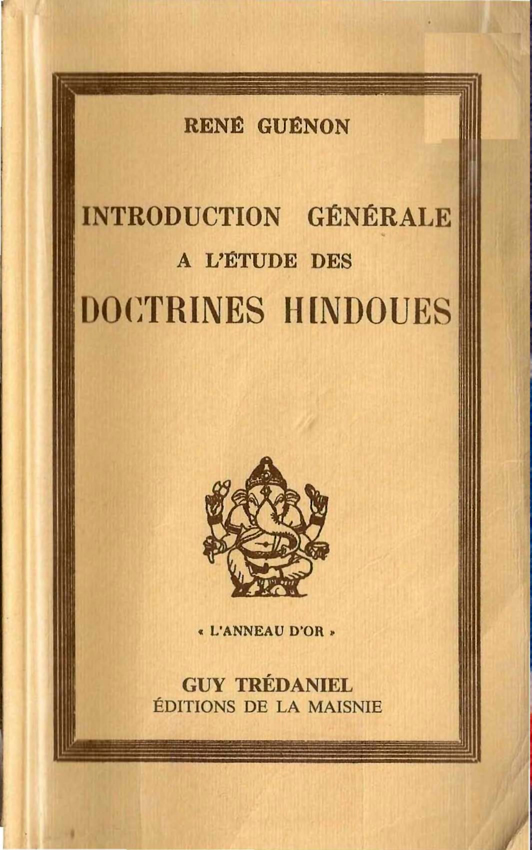 RENÉ GUÉNON
INTRODUCTION GÉNÉRALE
A L'ÉTUDE DES
DOCTRINES HINDOUES
« L'ANNEAU D'OR »
GUY TRÉDANIEL
ÉDITIONS DE LA MAISNIE